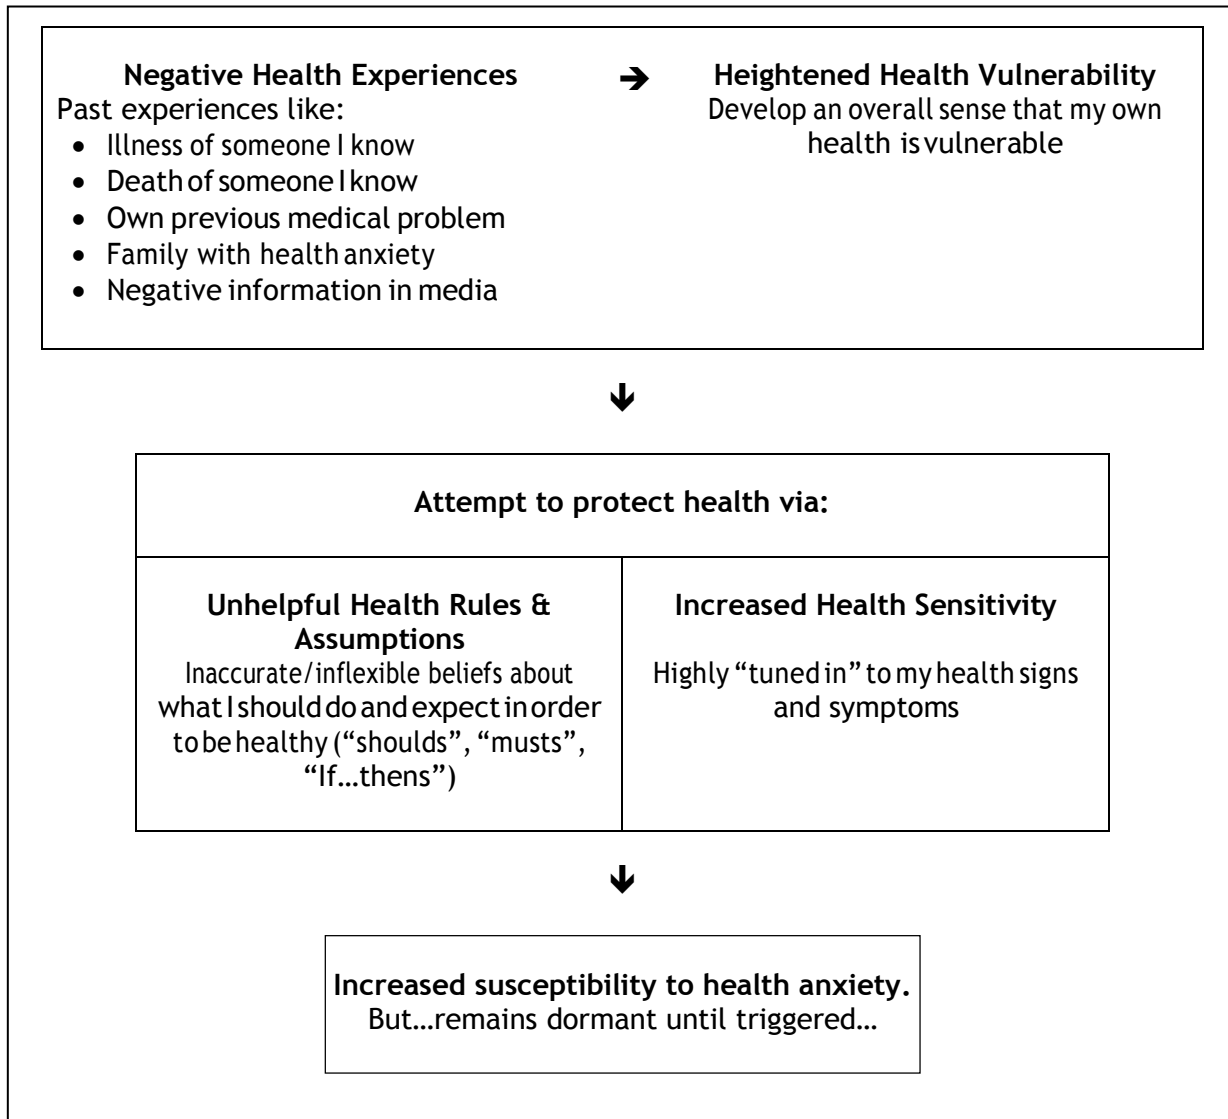 Negative Health Experiences
Past experiences like:
• Illness of someone I know
• Death of someone I know
• Own previous medical problem
• Family with health anxiety
• Negative information in media
➔
Heightened Health Vulnerability
Develop an overall sense that my own
health is vulnerable
Attempt to protect health via:
Unhelpful Health Rules &
Assumptions
Inaccurate/inflexible beliefs about
what I should do and expect in order
to be healthy (“shoulds”, “musts”,
“If…thens”)
Increased Health Sensitivity
Highly “tuned in” to my health signs
and symptoms
Increased susceptibility to health anxiety.
But…remains dormant until triggered…